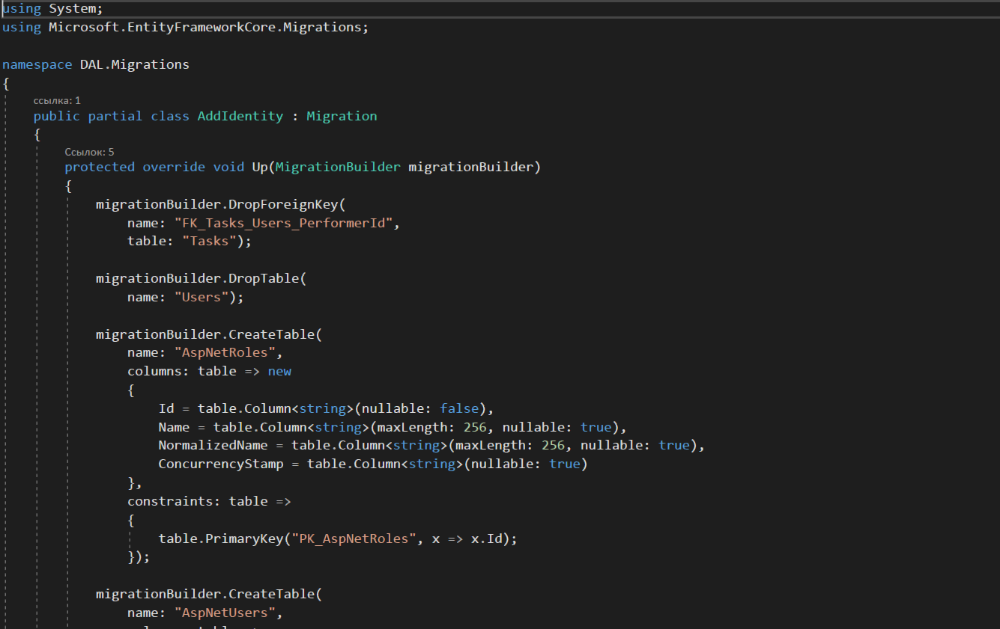 using System;
using Microsoft.EntityFrameworkCore.Migrations;
namespace DAL.Migrations
{
ссылка: 1
public partial class AddIdentity : Migration
{
Ссылок: 5
protected override void Up(MigrationBuilder migrationBuilder)
{
migrationBuilder.DropForeignKey(
name: "FK_Tasks_Users_PerformerId",
table: "Tasks");
migrationBuilder.DropTable(
name: "Users");
migrationBuilder.CreateTable(
name: "AspNetRoles",
columns: table => new
{
Id = table.Column<string>(nullable: false),
Name = table.Column<string>(maxLength: 256, nullable: true),
NormalizedName = table.Column<string>(maxLength: 256, nullable: true),
ConcurrencyStamp = table.Column<string>(nullable: true)
},
constraints: table =>
{
table.PrimaryKey("PK_AspNetRoles", x => x.Id);
});
migrationBuilder.CreateTable(
name: "AspNetUsers",